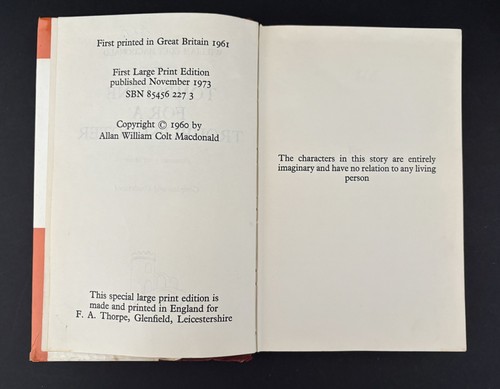 First printed in Great Britain 1961
First Large Print Edition
published November 1973
SBN 85456 227 3
Copyright © 1960 by
Allan William Colt Macdonald
This special large print edition is
made and printed in England for
F. A. Thorpe, Glenfield, Leicestershire
The characters in this story are entirely
imaginary and have no relation to any living
person